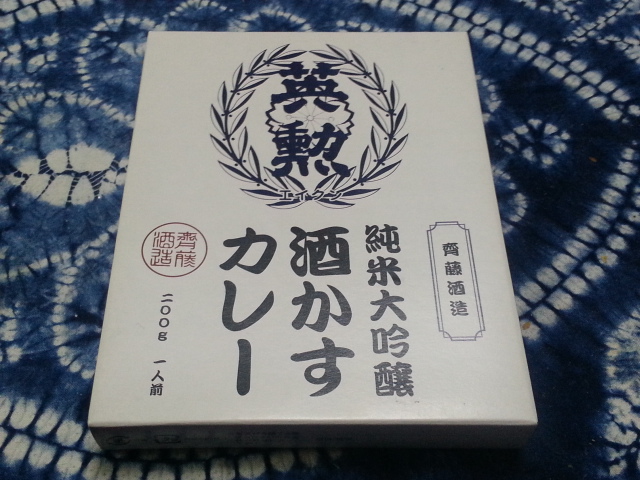 英勲
エイクン
齊藤酒造
純米大吟醸
酒かす
カレー
齊藤
酒造
二〇〇g 一人前